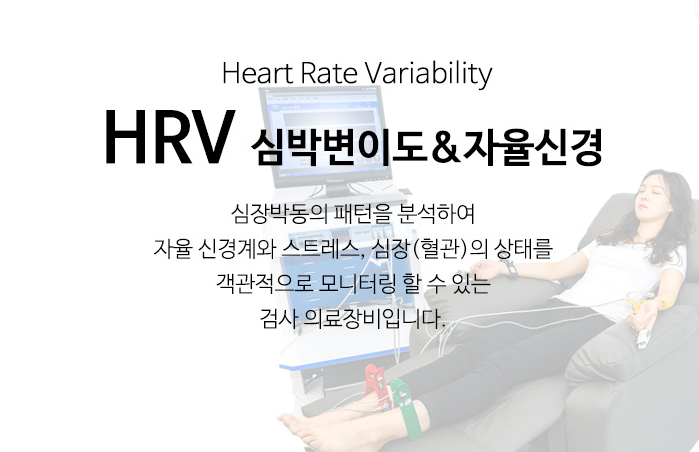 Heart Rate Variability
HRV 심박변이도&자율신경
심장박동의 패턴을 분석하여
자율 신경계와 스트레스, 심장(혈관)의 상태를
객관적으로 모니터링 할 수 있는
검사 의료장비입니다.